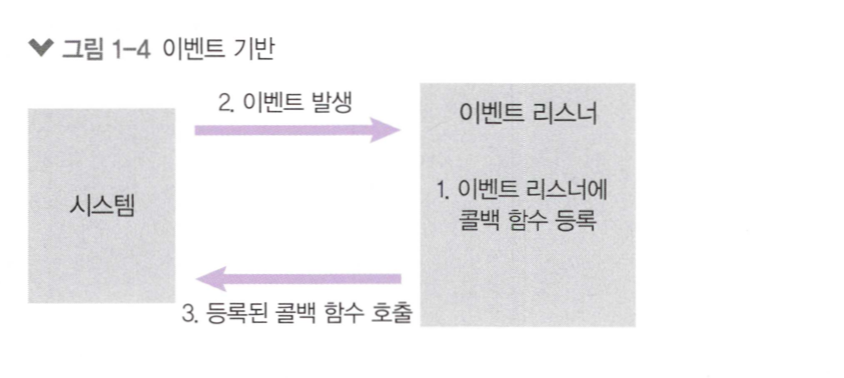 그림 1-4 이벤트 기반
2. 이벤트 발생
이벤트 리스너
시스템
1. 이벤트 리스너에
콜백 함수 등록
3. 등록된 콜백 함수 호출